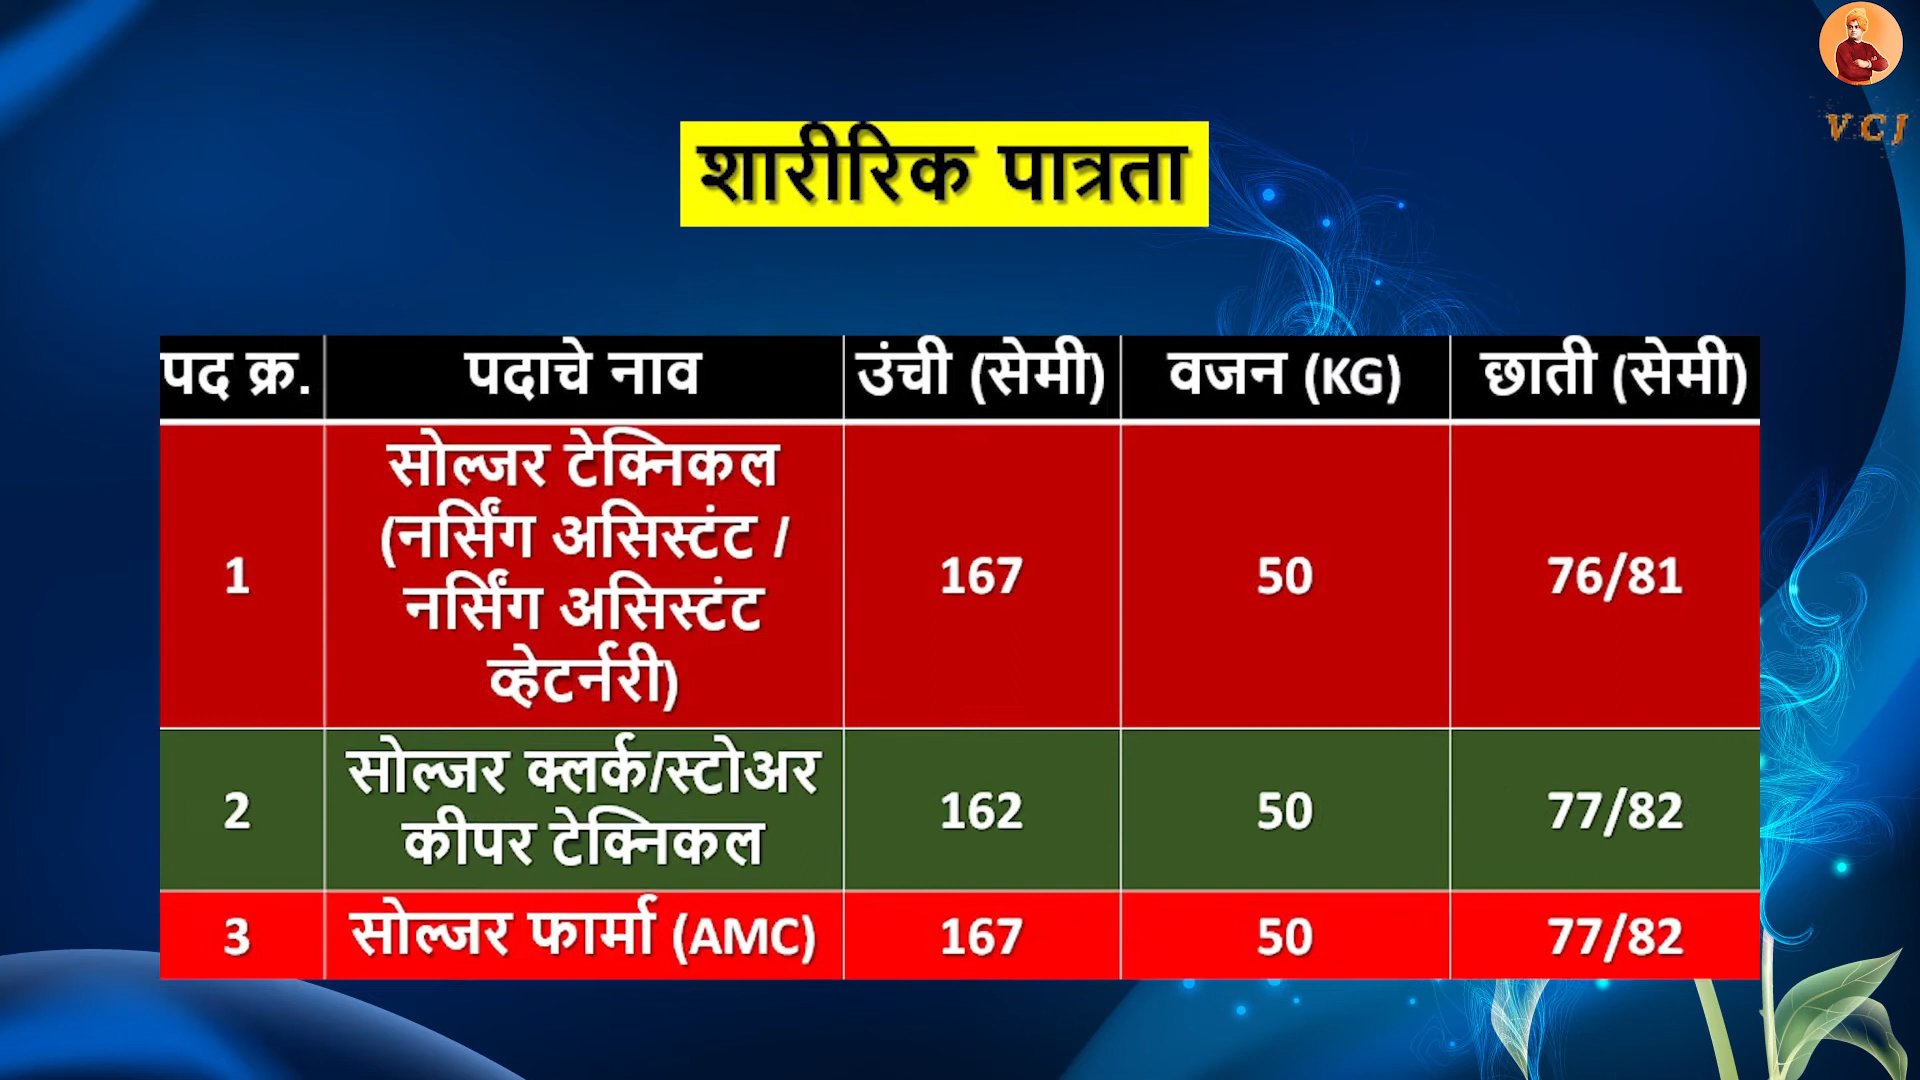 VCJ
शारीरिक पात्रता
पद क्र. पदाचे नाव उंची (सेमी) वजन (KG) छाती (सेमी)
सोल्जर टेक्निकल
(नर्सिंग असिस्टंट /
1 167 50 76/81
नर्सिंग असिस्टंट
व्हेटर्नरी)
सोल्जर क्लर्क/स्टोअर
2 162 50 77/82
कीपर टेक्निकल
3 सोल्जर फार्मा (AMC) 167 50 77/82